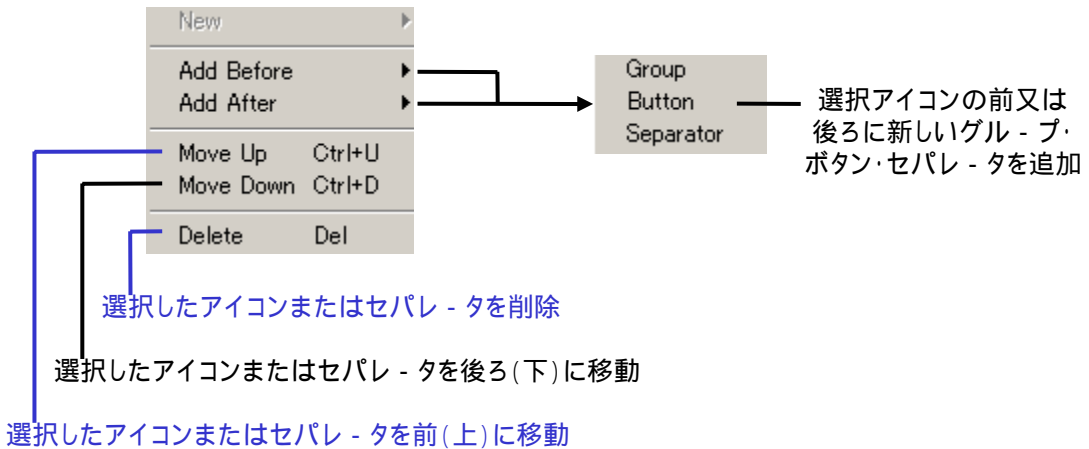 New
Add Before
Add After
Move Up Ctrl+U
Move Down Ctrl+D
Delete Del
Group
Button
Separator
選択アイコンの前又は
後ろに新しいグル - プ・
ボタン・セパレ - タを追加
選択したアイコンまたはセパレ - タを削除
選択したアイコンまたはセパレ - タを後ろ(下)に移動
選択したアイコンまたはセパレ - タを前(上)に移動